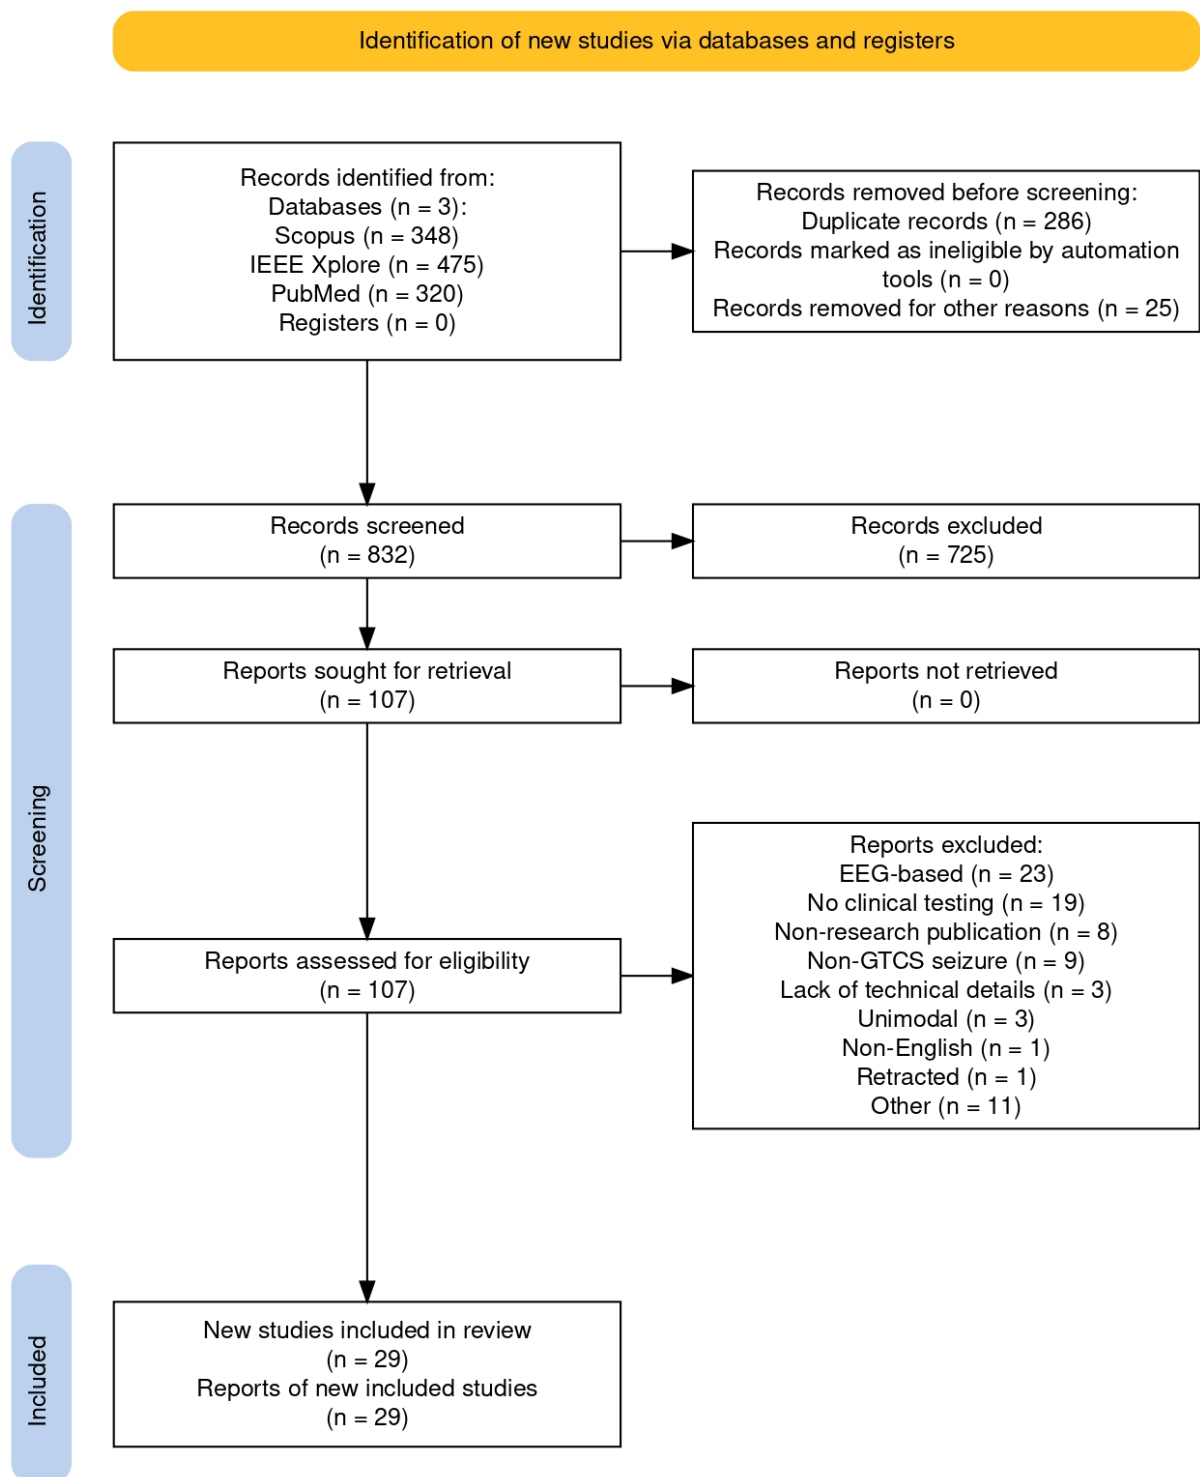 Identification of new studies via databases and registers
Identification
Records identified from:
Databases (n = 3):
Scopus (n = 348)
IEEE Xplore (n = 475)
PubMed (n = 320)
Registers (n = 0)
Records removed before screening:
Duplicate records (n = 286)
Records marked as ineligible by automation
tools (n = 0)
Records removed for other reasons (n = 25)
Screening
Records screened
(n = 832)
Records excluded
(n = 725)
Reports sought for retrieval
(n = 107)
Reports not retrieved
(n = 0)
Reports assessed for eligibility
(n = 107)
Reports excluded:
EEG-based (n = 23)
No clinical testing (n = 19)
Non-research publication (n = 8)
Non-GTCS seizure (n = 9)
Lack of technical details (n = 3)
Unimodal (n = 3)
Non-English (n = 1)
Retracted (n = 1)
Other (n = 11)
Included
New studies included in review
(n = 29)
Reports of new included studies
(n = 29)